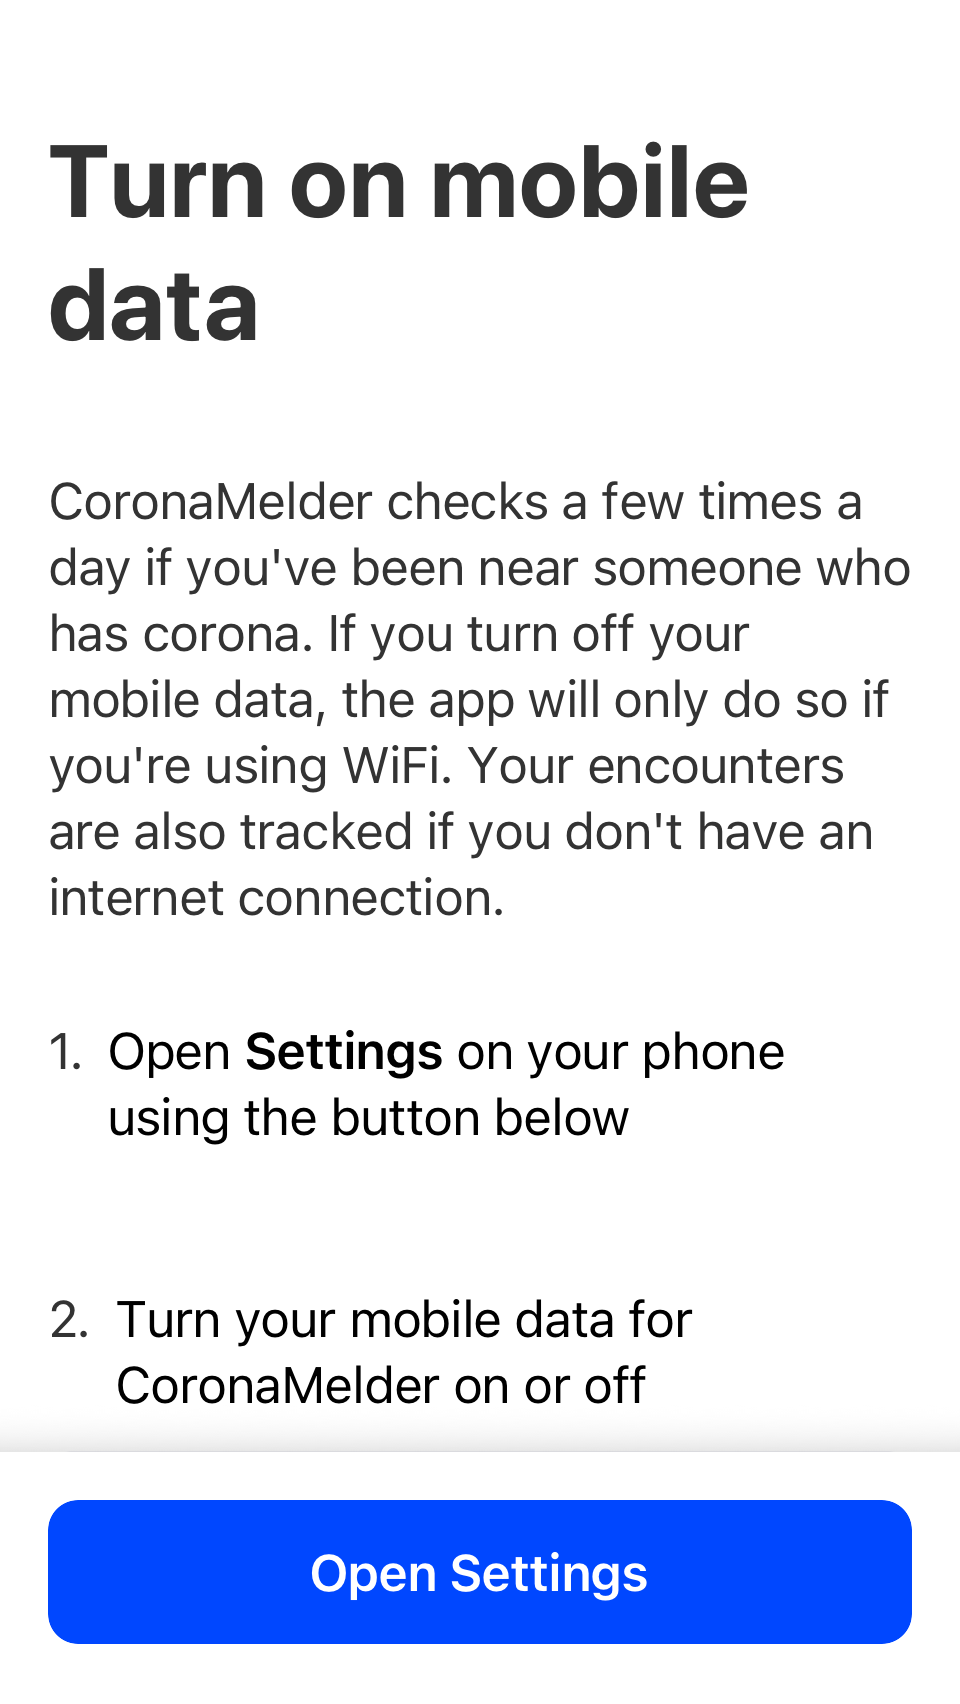 Turn on mobile
data
CoronaMelder checks a few times a
day if you've been near someone who
has corona. If you turn off your
mobile data, the app will only do so if
you're using WiFi. Your encounters
are also tracked if you don't have an
internet connection.
1. Open Settings on your phone
using the button below
2. Turn your mobile data for
CoronaMelder on or off
Open Settings